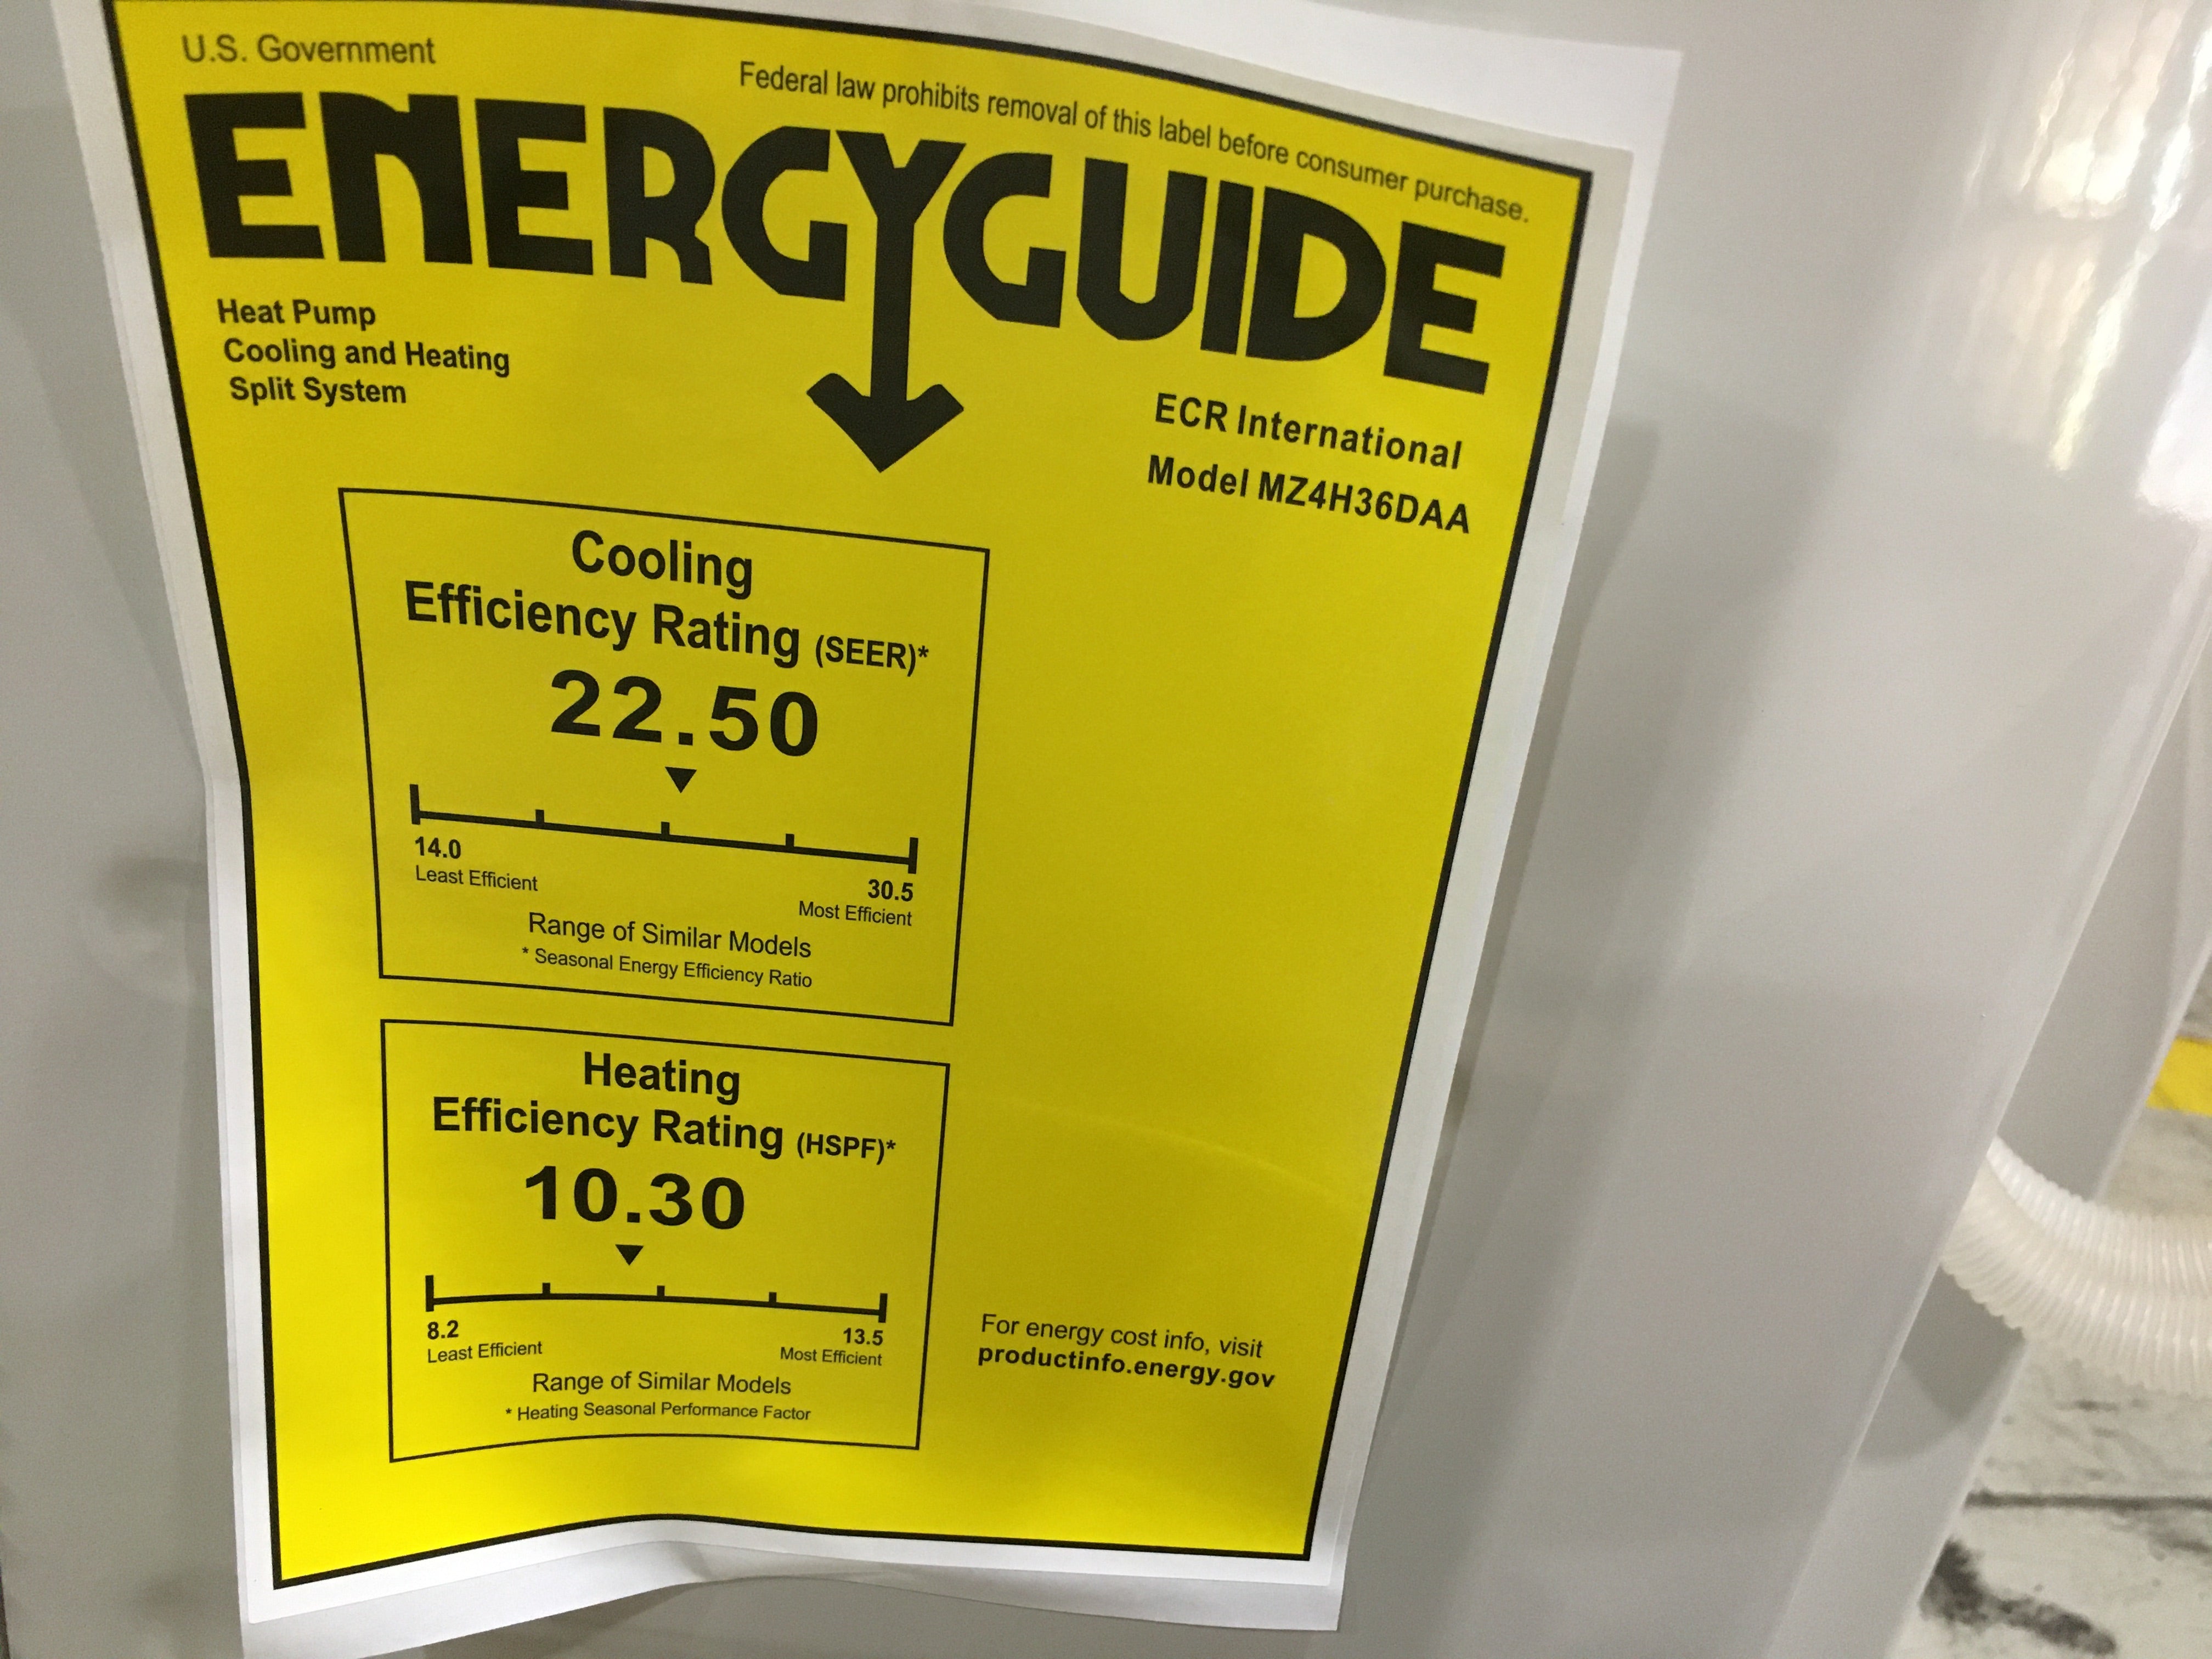 U.S. Government
Federal law prohibits removal of this label before consumer purchase.
ENERGYGUIDE
Heat Pump
Cooling and Heating
Split System
ECR International
Model MZ4H36DAA
Cooling
Efficiency Rating (SEER)*
22.50
14.0
Least Efficient
30.5
Most Efficient
Range of Similar Models
* Seasonal Energy Efficiency Ratio
Heating
Efficiency Rating (HSPF)*
10.30
8.2
Least Efficient
13.5
Most Efficient
Range of Similar Models
* Heating Seasonal Performance Factor
For energy cost info, visit
productinfo.energy.gov